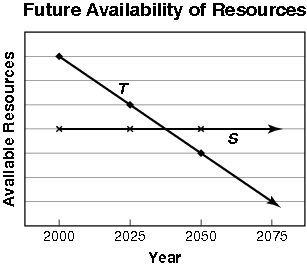 Future Availability of Resources
Available Resources
T
S
2000 2025 2050 2075
Year